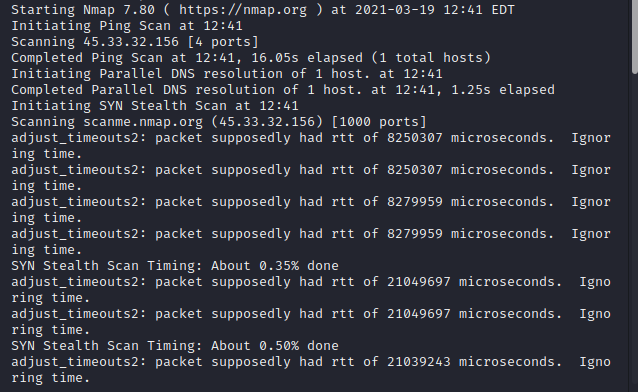 Starting Nmap 7.80 ( https://nmap.org ) at 2021-03-19 12:41 EDT
Initiating Ping Scan at 12:41
Scanning 45.33.32.156 [4 ports]
Completed Ping Scan at 12:41, 16.05s elapsed (1 total hosts)
Initiating Parallel DNS resolution of 1 host. at 12:41
Completed Parallel DNS resolution of 1 host. at 12:41, 1.25s elapsed
Initiating SYN Stealth Scan at 12:41
Scanning scanme.nmap.org (45.33.32.156) [1000 ports]
adjust_timeouts2: packet supposedly had rtt of 8250307 microseconds.  Ignor
ing time.
adjust_timeouts2: packet supposedly had rtt of 8250307 microseconds.  Ignor
ing time.
adjust_timeouts2: packet supposedly had rtt of 8279959 microseconds.  Ignor
ing time.
adjust_timeouts2: packet supposedly had rtt of 8279959 microseconds.  Ignor
ing time.
SYN Stealth Scan Timing: About 0.35% done
adjust_timeouts2: packet supposedly had rtt of 21049697 microseconds.  Igno
ring time.
adjust_timeouts2: packet supposedly had rtt of 21049697 microseconds.  Igno
ring time.
SYN Stealth Scan Timing: About 0.50% done
adjust_timeouts2: packet supposedly had rtt of 21039243 microseconds.  Igno
ring time.